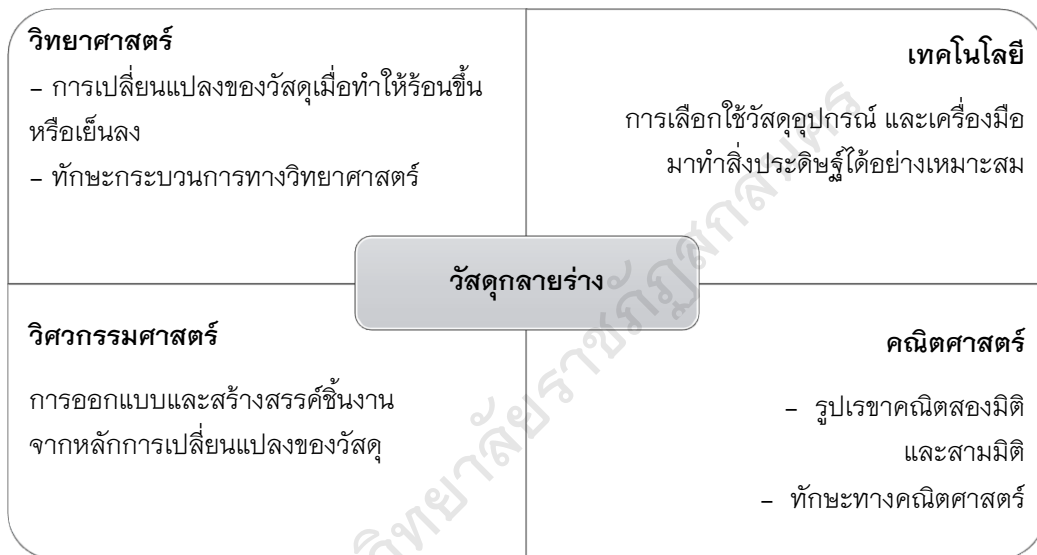 วิทยาศาสตร์
– การเปลี่ยนแปลงของวัสดุเมื่อทำให้ร้อนขึ้น
หรือเย็นลง
– ทักษะกระบวนการทางวิทยาศาสตร์
เทคโนโลยี
การเลือกใช้วัสดุอุปกรณ์ และเครื่องมือ
มาทำสิ่งประดิษฐ์ได้อย่างเหมาะสม
วัสดุกลายร่าง
วิศวกรรมศาสตร์
การออกแบบและสร้างสรรค์ชิ้นงาน
จากหลักการเปลี่ยนแปลงของวัสดุ
คณิตศาสตร์
– รูปเรขาคณิตสองมิติ
และสามมิติ
– ทักษะทางคณิตศาสตร์